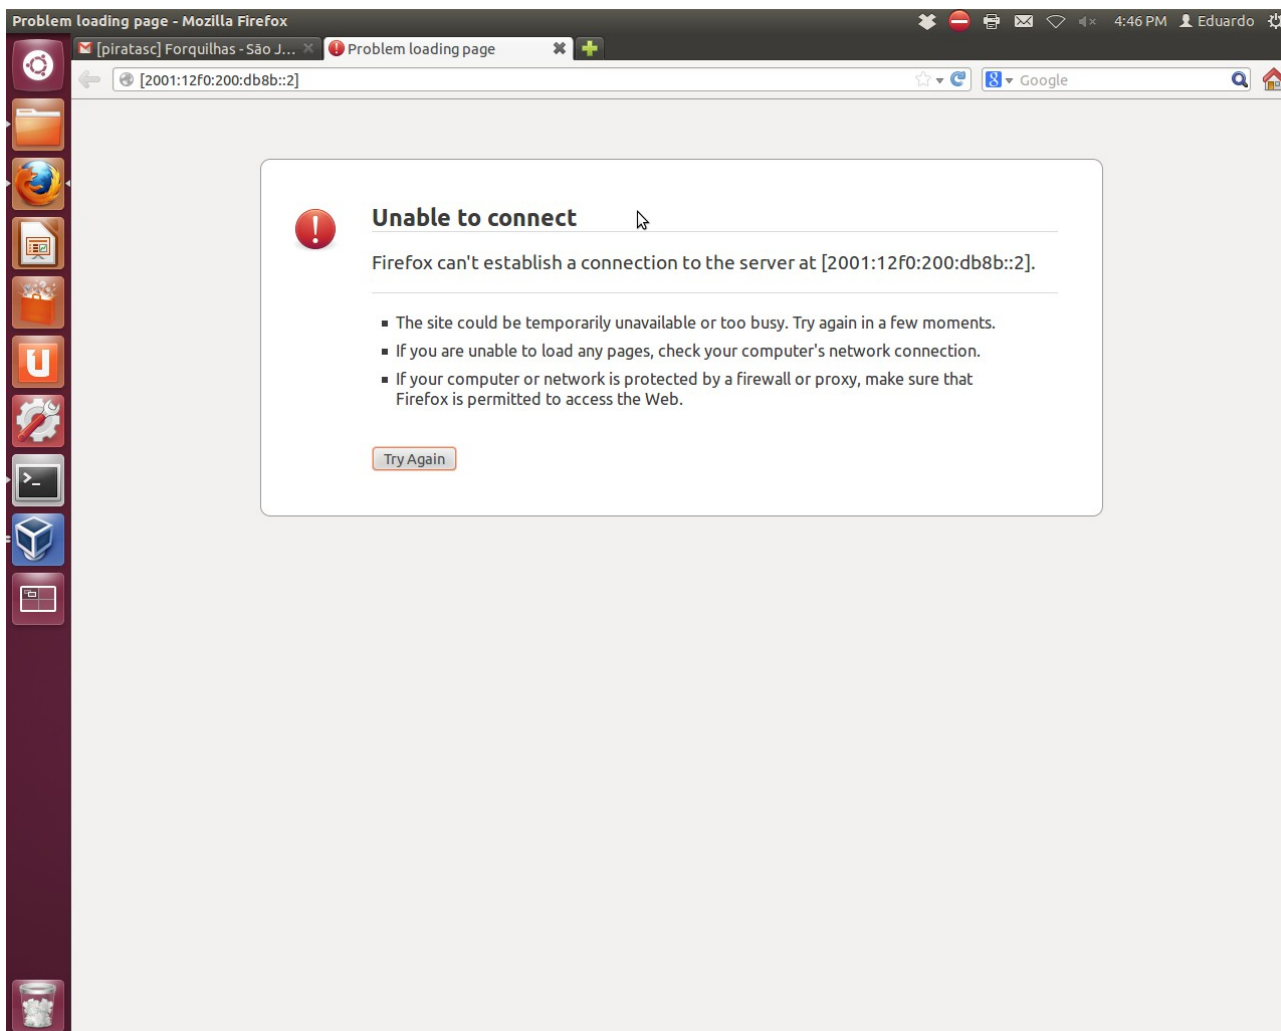 Problem loading page - Mozilla Firefox
4:46 PM Eduardo
[piratasc] Forquilhas - São J... Problem loading page
[2001:12f0:200:db8b::2]
Google
Unable to connect
Firefox can't establish a connection to the server at [2001:12f0:200:db8b::2].
The site could be temporarily unavailable or too busy. Try again in a few moments.
If you are unable to load any pages, check your computer's network connection.
If your computer or network is protected by a firewall or proxy, make sure that
Firefox is permitted to access the Web.
Try Again